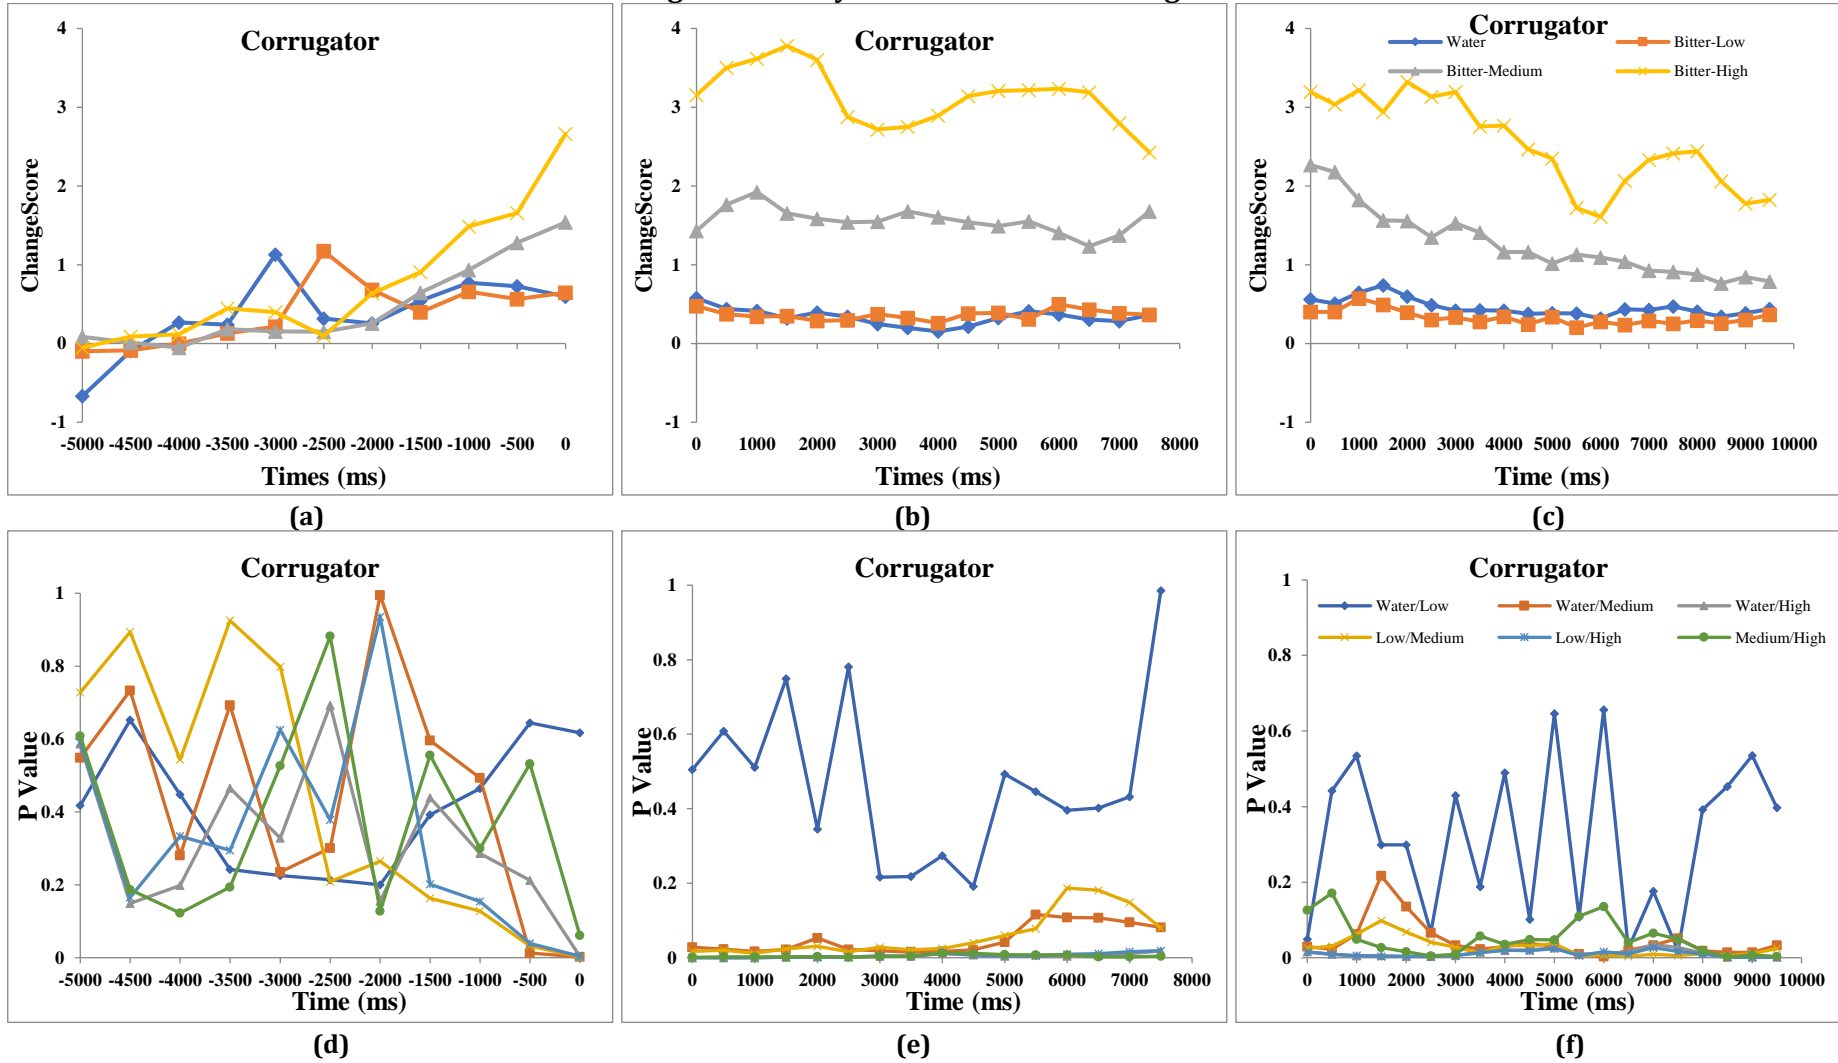 Corrugator
4
3
2
1
0
-1
ChangeScore
-5000 -4500 -4000 -3500 -3000 -2500 -2000 -1500 -1000 -500 0
Times (ms)
(a)
Corrugator
4
3
2
1
0
-1
ChangeScore
0 1000 2000 3000 4000 5000 6000 7000 8000
Times (ms)
(b)
Corrugator
Water Bitter-Low
Bitter-Medium Bitter-High
4
3
2
1
0
-1
ChangeScore
0 1000 2000 3000 4000 5000 6000 7000 8000 9000 10000
Time (ms)
(c)
Corrugator
1
0.8
0.6
0.4
0.2
0
P Value
-5000 -4500 -4000 -3500 -3000 -2500 -2000 -1500 -1000 -500 0
Time (ms)
(d)
Corrugator
1
0.8
0.6
0.4
0.2
0
P Value
0 1000 2000 3000 4000 5000 6000 7000 8000
Time (ms)
(e)
Corrugator
Water/Low Water/Medium Water/High
Low/Medium Low/High Medium/High
1
0.8
0.6
0.4
0.2
0
P Value
0 1000 2000 3000 4000 5000 6000 7000 8000 9000 10000
Time (ms)
(f)